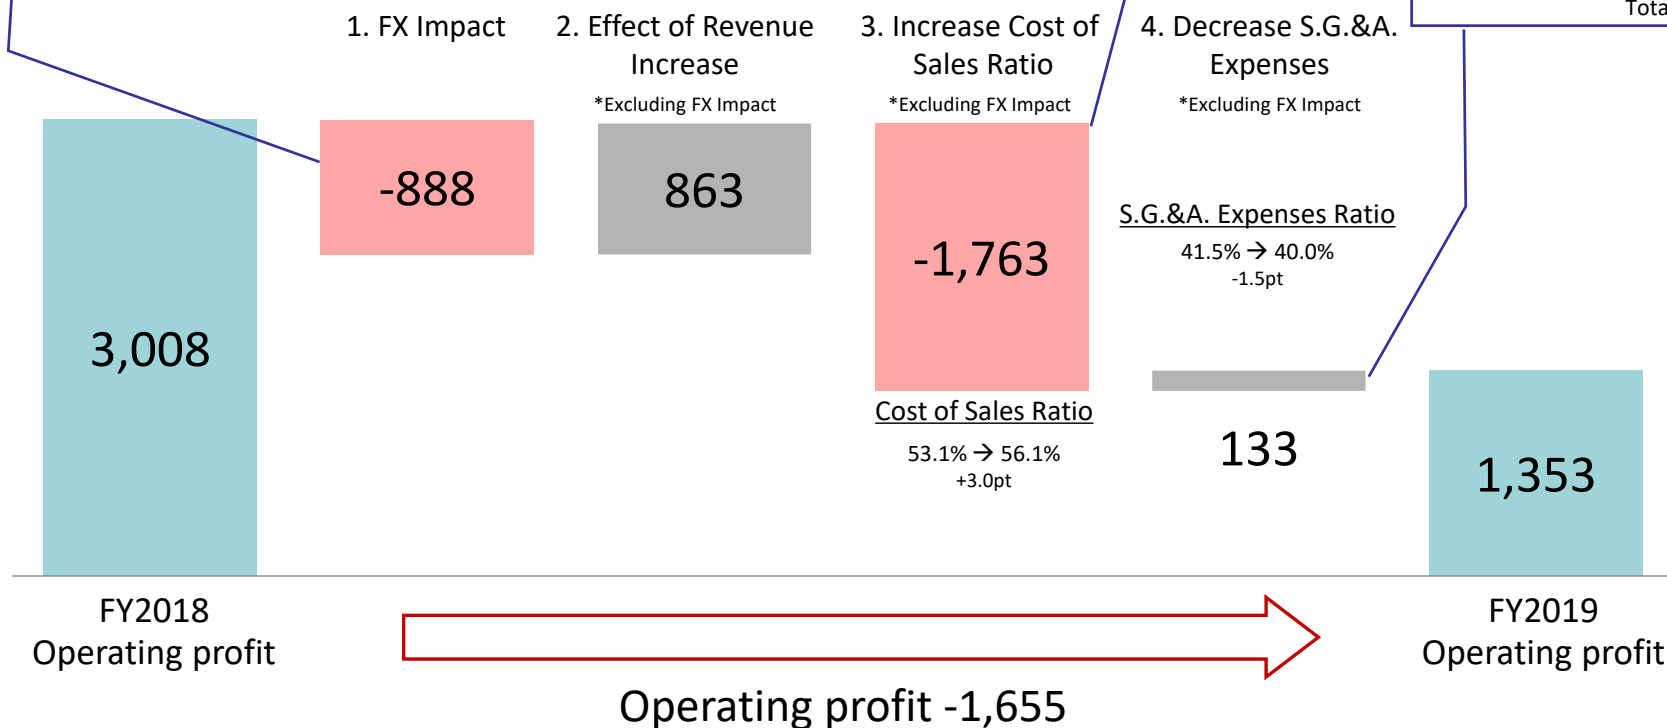 Tota
1. FX Impact
2. Effect of Revenue
Increase
*Excluding FX Impact
3. Increase Cost of
Sales Ratio
*Excluding FX Impact
4. Decrease S.G.&A.
Expenses
*Excluding FX Impact
3,008
-888
863
-1,763
Cost of Sales Ratio
53.1% → 56.1%
+3.0pt
S.G.&A. Expenses Ratio
41.5% → 40.0%
-1.5pt
133
1,353
FY2018
Operating profit
FY2019
Operating profit
Operating profit -1,655